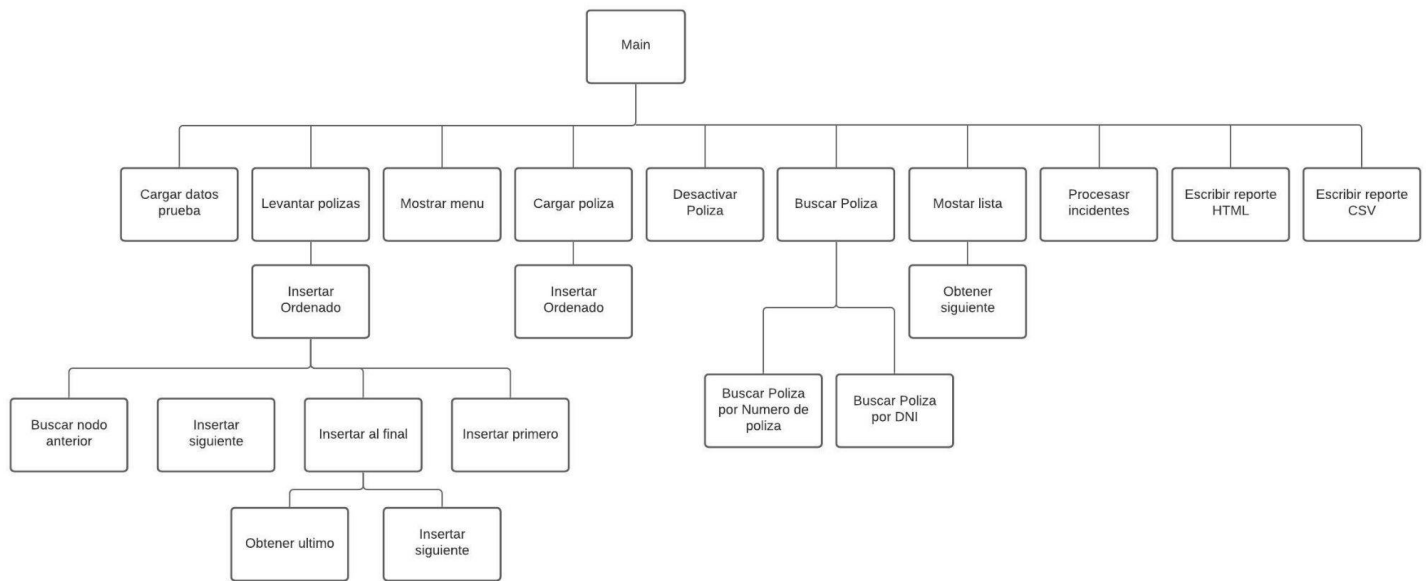 Main
Cargar datos
prueba
Levantar polizas
Mostrar menu
Cargar poliza
Desactivar
Poliza
Buscar Poliza
Mostar lista
Procesasr
incidentes
Escribir reporte
HTML
Escribir reporte
CSV
Insertar
Ordenado
Insertar
Ordenado
Obtener
siguiente
Buscar nodo
anterior
Insertar
siguiente
Insertar al final
Insertar primero
Buscar Poliza
por Numero de
poliza
Buscar Poliza
por DNI
Obtener ultimo
Insertar
siguiente